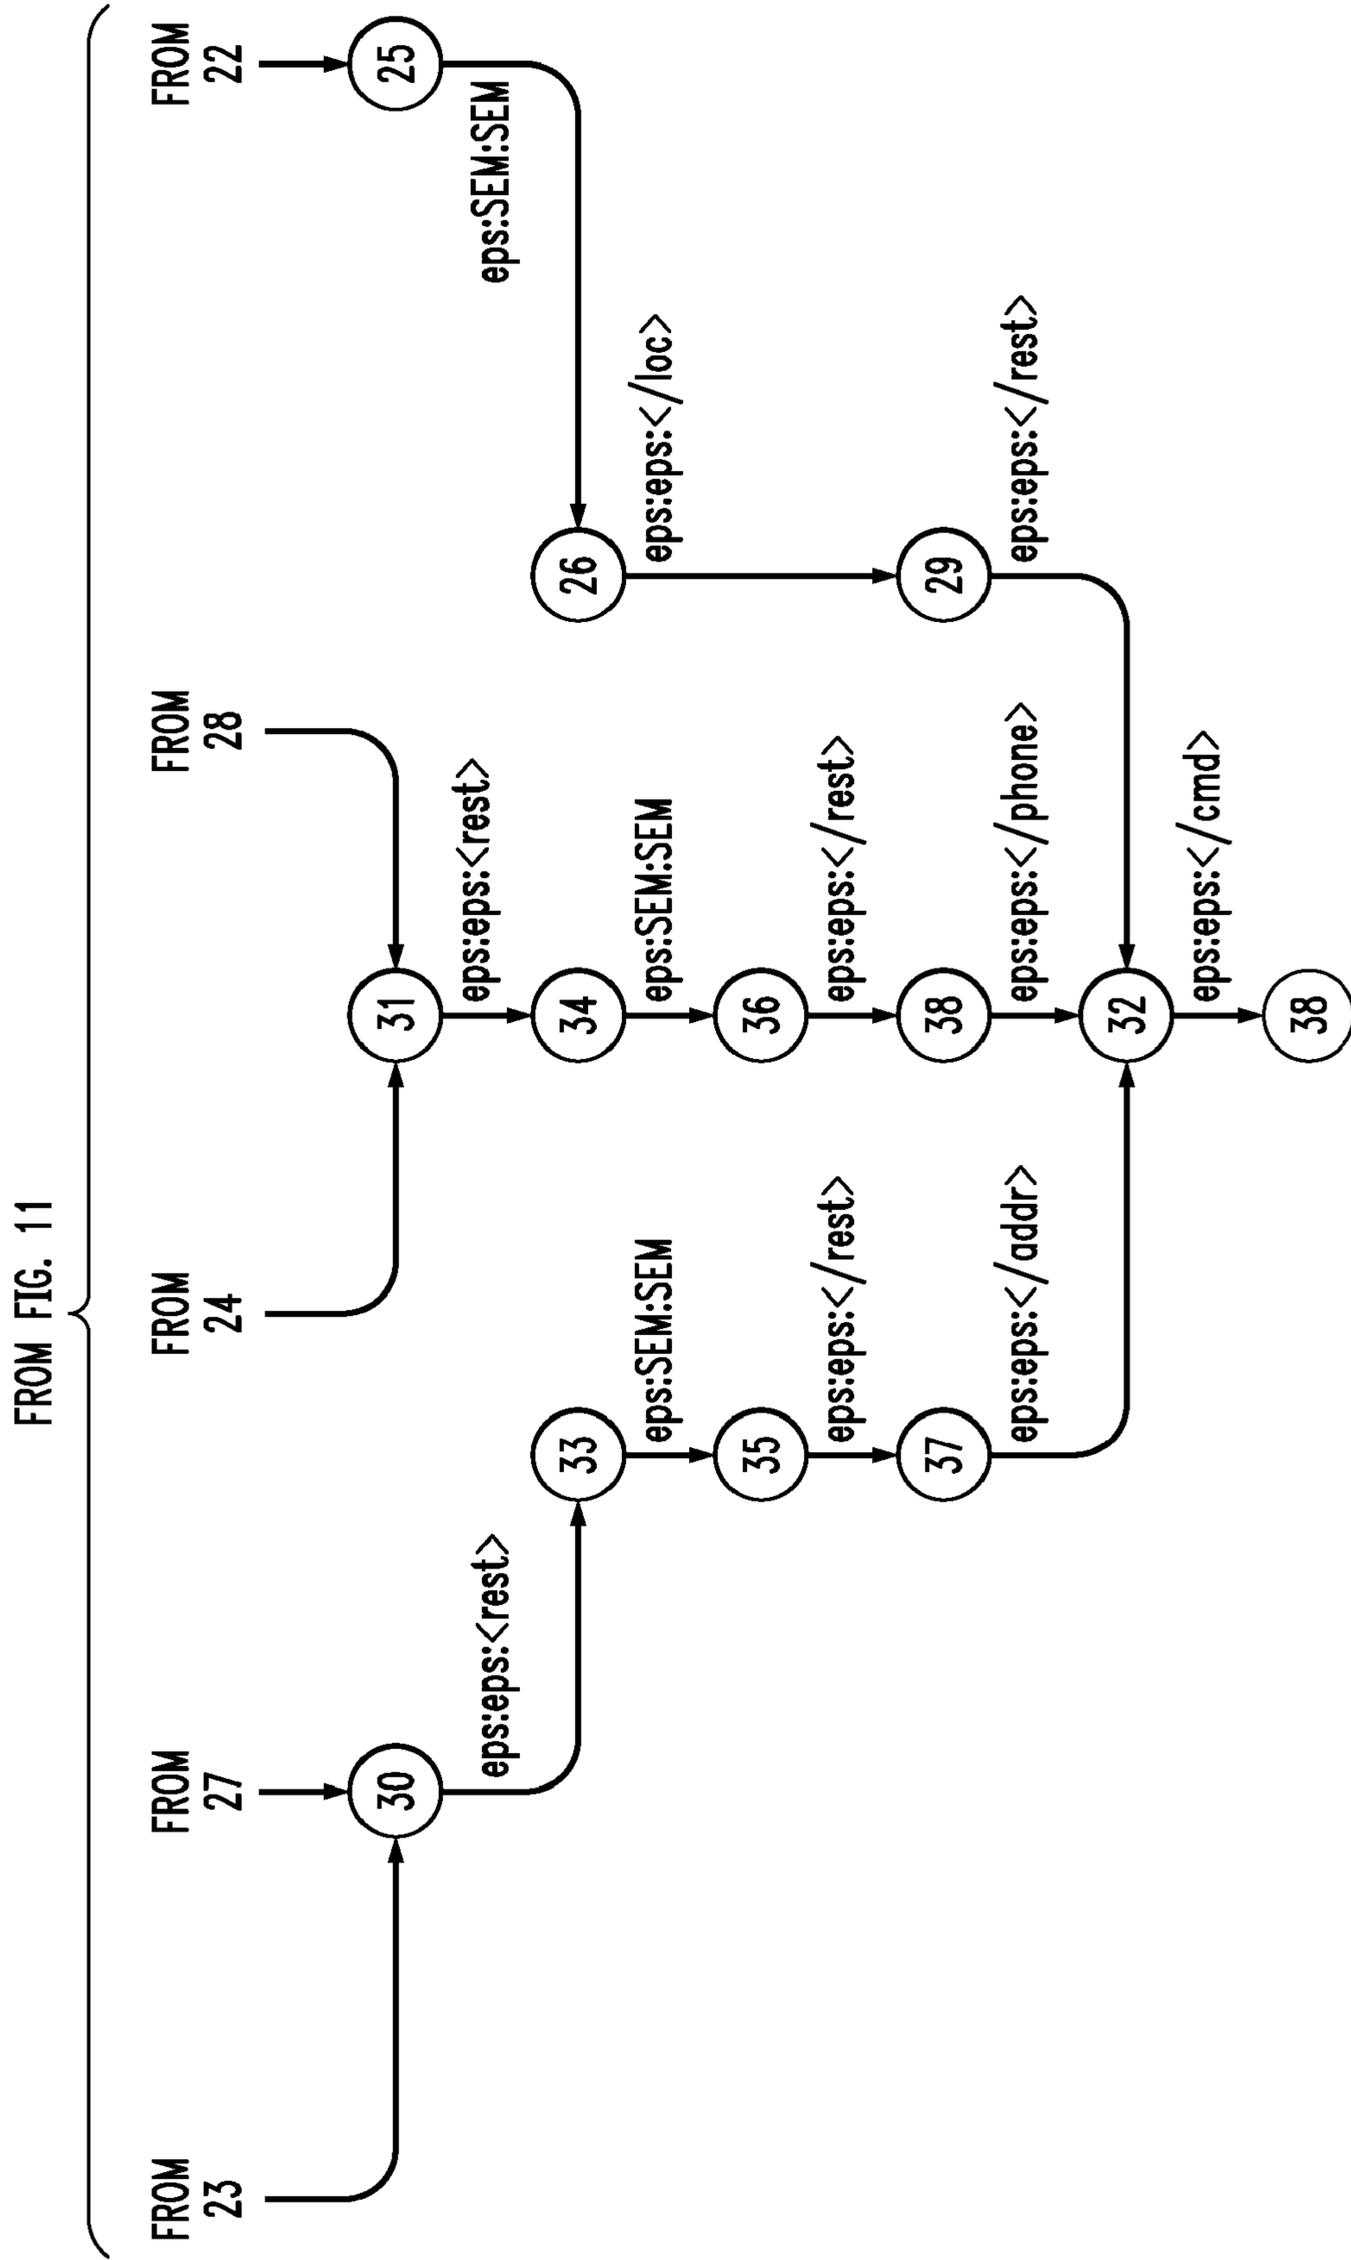 FROM FIG. 11
FROM
23
FROM
27
FROM
24
FROM
28
FROM
22
30
31
25
eps:eps:<rest>
eps:eps:<rest>
eps:SEM:SEM
33
34
26
eps:SEM:SEM
eps:SEM:SEM
eps:eps:</loc>
35
36
eps:eps:</rest>
eps:eps:</rest>
37
38
29
eps:eps:</addr>
eps:eps:</phone>
eps:eps:</rest>
32
eps:eps:</cmd>
38